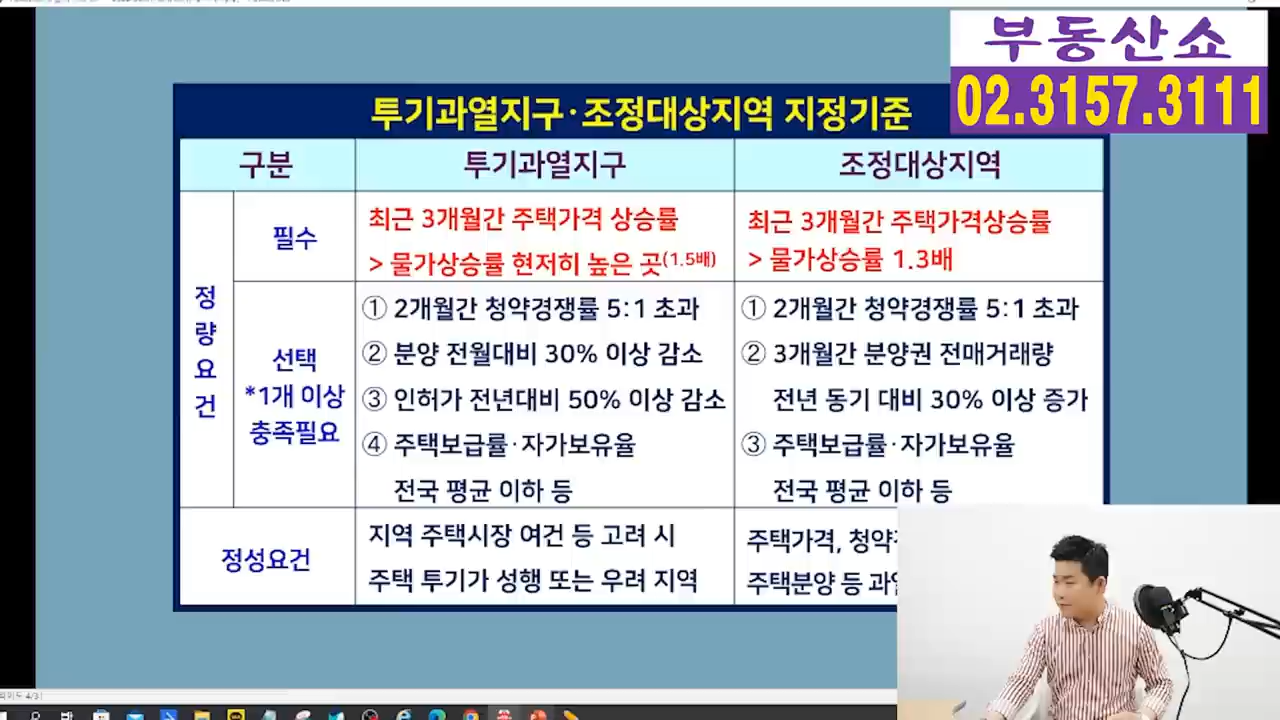 부동산쇼
02.3157.3111
투기과열지구·조정대상지역 지정기준
구분
투기과열지구
조정대상지역
정량요건
필수
최근 3개월간 주택가격 상승률
> 물가상승률 현저히 높은 곳(1.5배)
최근 3개월간 주택가격상승률
> 물가상승률 1.3배
선택
*1개 이상
충족필요
① 2개월간 청약경쟁률 5:1 초과
② 분양 전월대비 30% 이상 감소
③ 인허가 전년대비 50% 이상 감소
④ 주택보급률·자가보유율
전국 평균 이하 등
① 2개월간 청약경쟁률 5:1 초과
② 3개월간 분양권 전매거래량
전년 동기 대비 30% 이상 증가
③ 주택보급률·자가보유율
전국 평균 이하 등
정성요건
지역 주택시장 여건 등 고려 시
주택 투기가 성행 또는 우려 지역
주택가격, 청약
주택분양 등